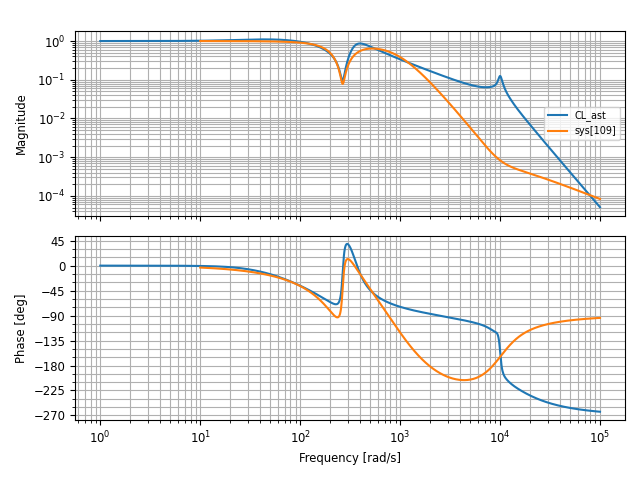 10⁰
10⁻¹
10⁻²
10⁻³
10⁻⁴
Magnitude
CL_ast
sys[109]
45
0
−45
−90
−135
−180
−225
−270
Phase [deg]
10⁰ 10¹ 10² 10³ 10⁴ 10⁵
Frequency [rad/s]